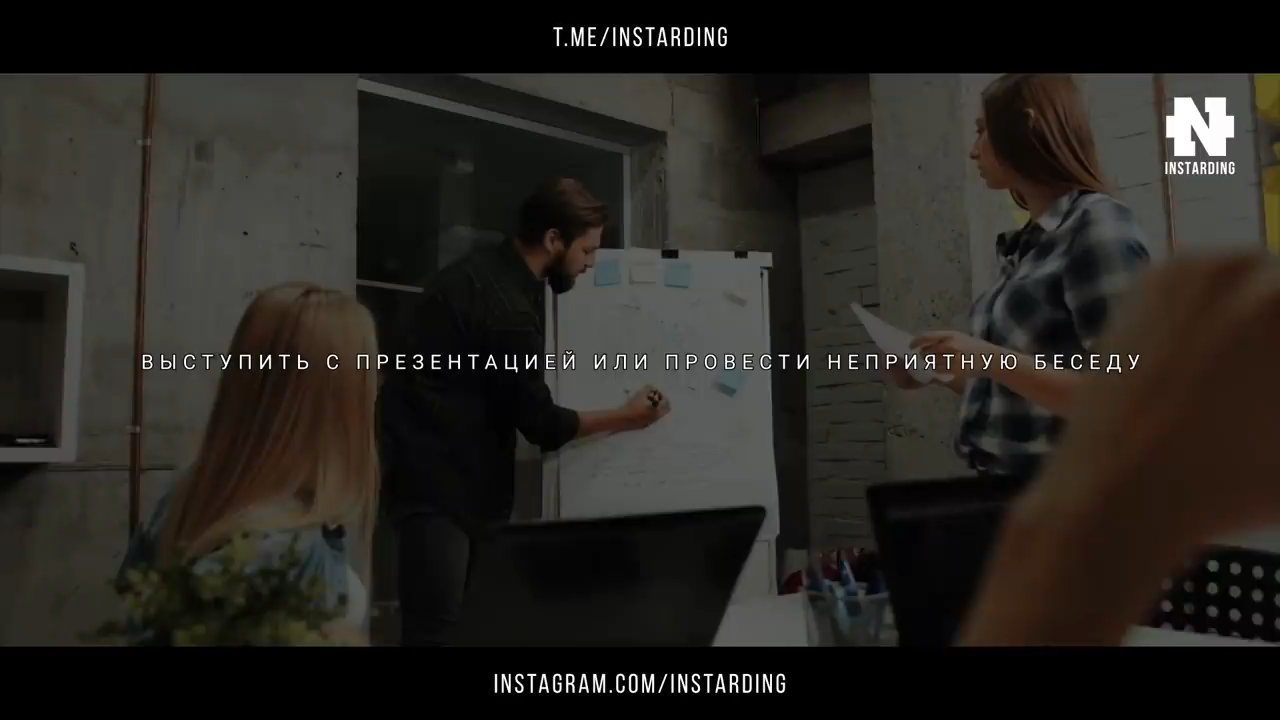 T.ME/INSTARDING
N
INSTARDING
ВЫСТУПИТЬ С ПРЕЗЕНТАЦИЕЙ ИЛИ ПРОВЕСТИ НЕПРИЯТНУЮ БЕСЕДУ
INSTAGRAM.COM/INSTARDING